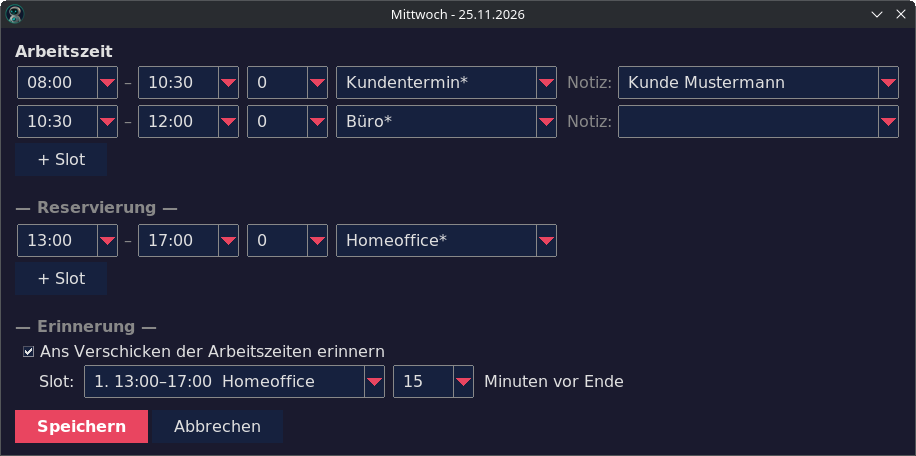 Mittwoch - 25.11.2026
Arbeitszeit
08:00 – 10:30 0 Kundentermin* Notiz: Kunde Mustermann
10:30 – 12:00 0 Büro* Notiz:
+ Slot
— Reservierung —
13:00 – 17:00 0 Homeoffice*
+ Slot
— Erinnerung —
Ans Verschicken der Arbeitszeiten erinnern
Slot: 1. 13:00–17:00 Homeoffice 15 Minuten vor Ende
Speichern Abbrechen